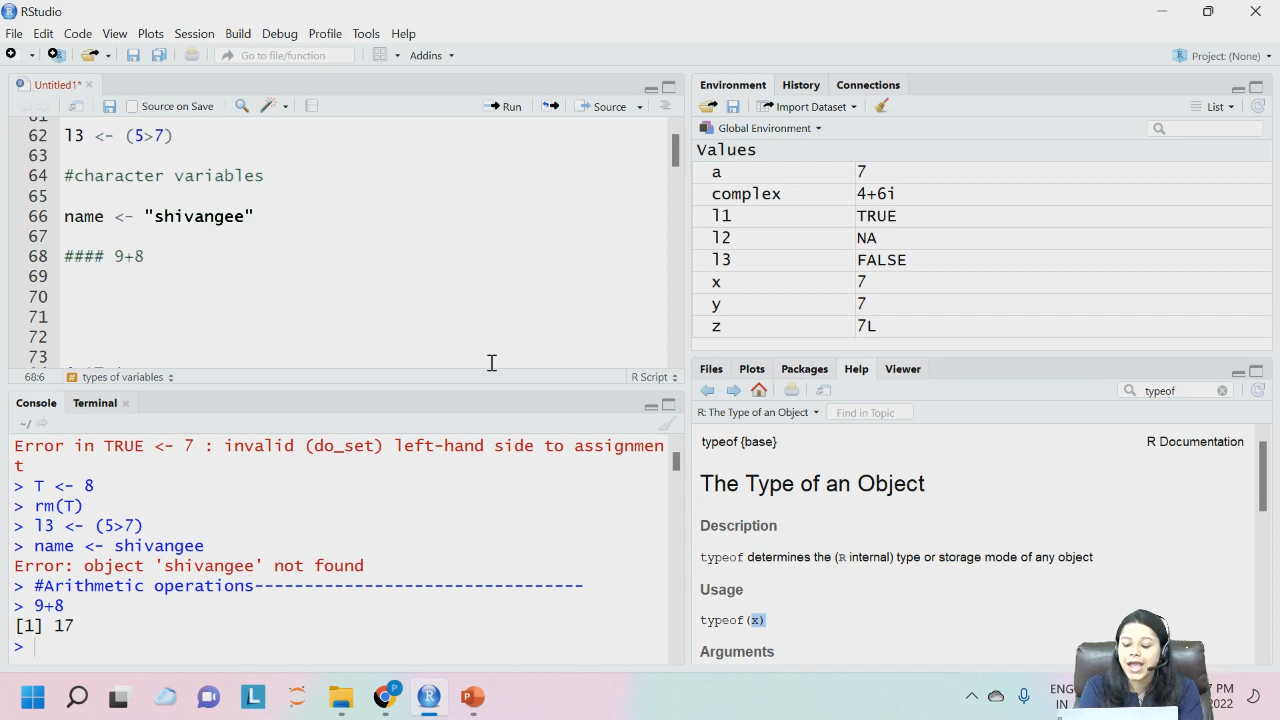 RStudio
File Edit Code View Plots Session Build Debug Profile Tools Help
Go to file/function Addins Project: (None)
Untitled1*
Source on Save Run Source
61
62 l3 <- (5>7)
63
64 #character variables
65
66 name <- "shivangee"
67
68 #### 9+8
69
70
71
72
73
68:6 types of variables R Script
Console Terminal
~/
Error in TRUE <- 7 : invalid (do_set) left-hand side to assignmen
t
> T <- 8
> rm(T)
> l3 <- (5>7)
> name <- shivangee
Error: object 'shivangee' not found
> #Arithmetic operations---------------------------------
> 9+8
[1] 17
>
Environment History Connections
Import Dataset List
Global Environment
Values
a 7
complex 4+6i
l1 TRUE
l2 NA
l3 FALSE
x 7
y 7
z 7L
Files Plots Packages Help Viewer
typeof
R: The Type of an Object Find in Topic
typeof {base} R Documentation
The Type of an Object
Description
typeof determines the (R internal) type or storage mode of any object
Usage
typeof(x)
Arguments
ENG
IN
7 PM
2022